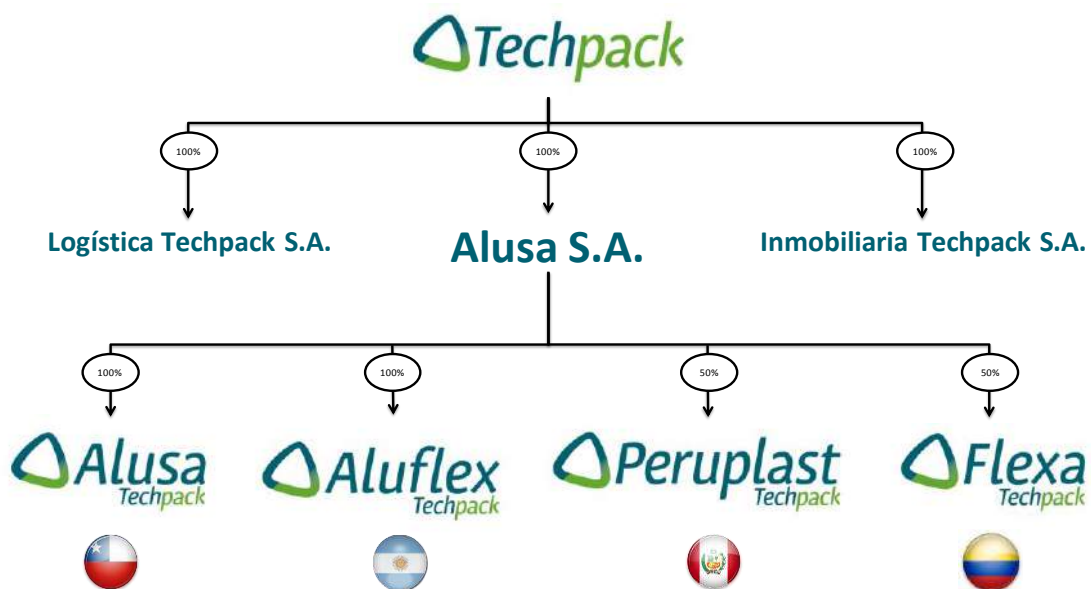 Techpack
100%
100%
100%
Logística Techpack S.A.
Alusa S.A.
Inmobiliaria Techpack S.A.
100%
100%
50%
50%
Alusa
Techpack
Aluflex
Techpack
Peruplast
Techpack
Flexa
Techpack